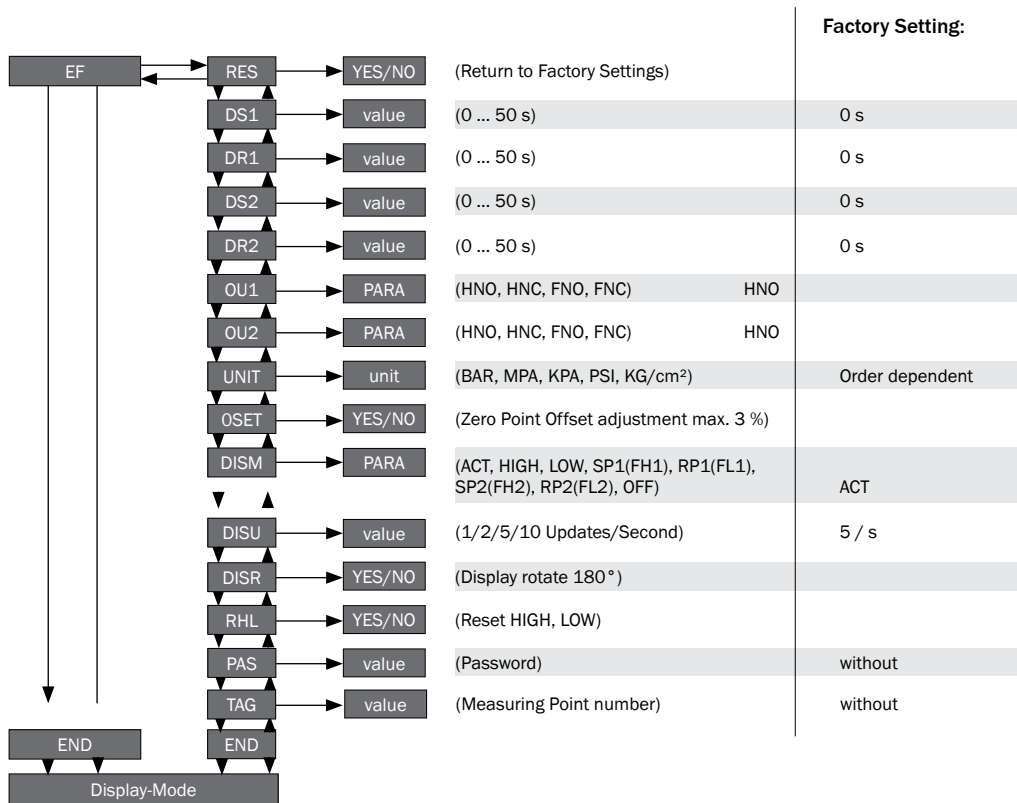 Factory Setting:
EF RES YES/NO (Return to Factory Settings)
DS1 value (0 ... 50 s) 0 s
DR1 value (0 ... 50 s) 0 s
DS2 value (0 ... 50 s) 0 s
DR2 value (0 ... 50 s) 0 s
OU1 PARA (HNO, HNC, FNO, FNC) HNO
OU2 PARA (HNO, HNC, FNO, FNC) HNO
UNIT unit (BAR, MPA, KPA, PSI, KG/cm²) Order dependent
0SET YES/NO (Zero Point Offset adjustment max. 3 %)
DISM PARA (ACT, HIGH, LOW, SP1(FH1), RP1(FL1),
SP2(FH2), RP2(FL2), OFF) ACT
DISU value (1/2/5/10 Updates/Second) 5 / s
DISR YES/NO (Display rotate 180°)
RHL YES/NO (Reset HIGH, LOW)
PAS value (Password) without
TAG value (Measuring Point number) without
END END
Display-Mode